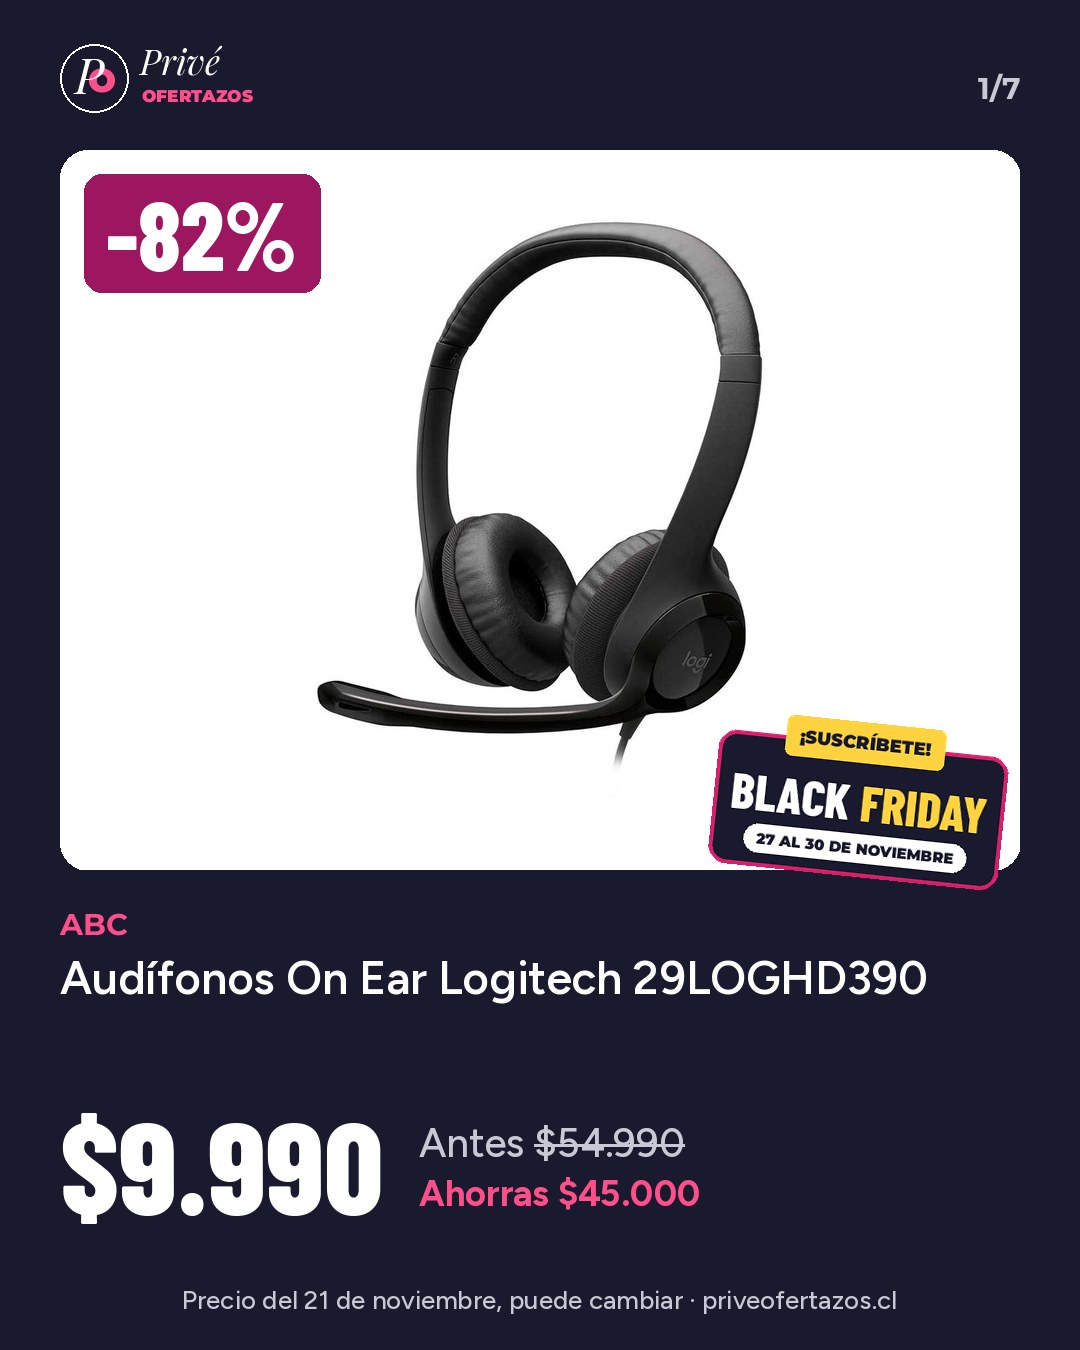 Privé
OFERTAZOS
1/7
-82%
logi
¡SUSCRÍBETE!
BLACK FRIDAY
27 AL 30 DE NOVIEMBRE
ABC
Audífonos On Ear Logitech 29LOGHD390
$9.990
Antes $54.990
Ahorras $45.000
Precio del 21 de noviembre, puede cambiar · priveofertazos.cl